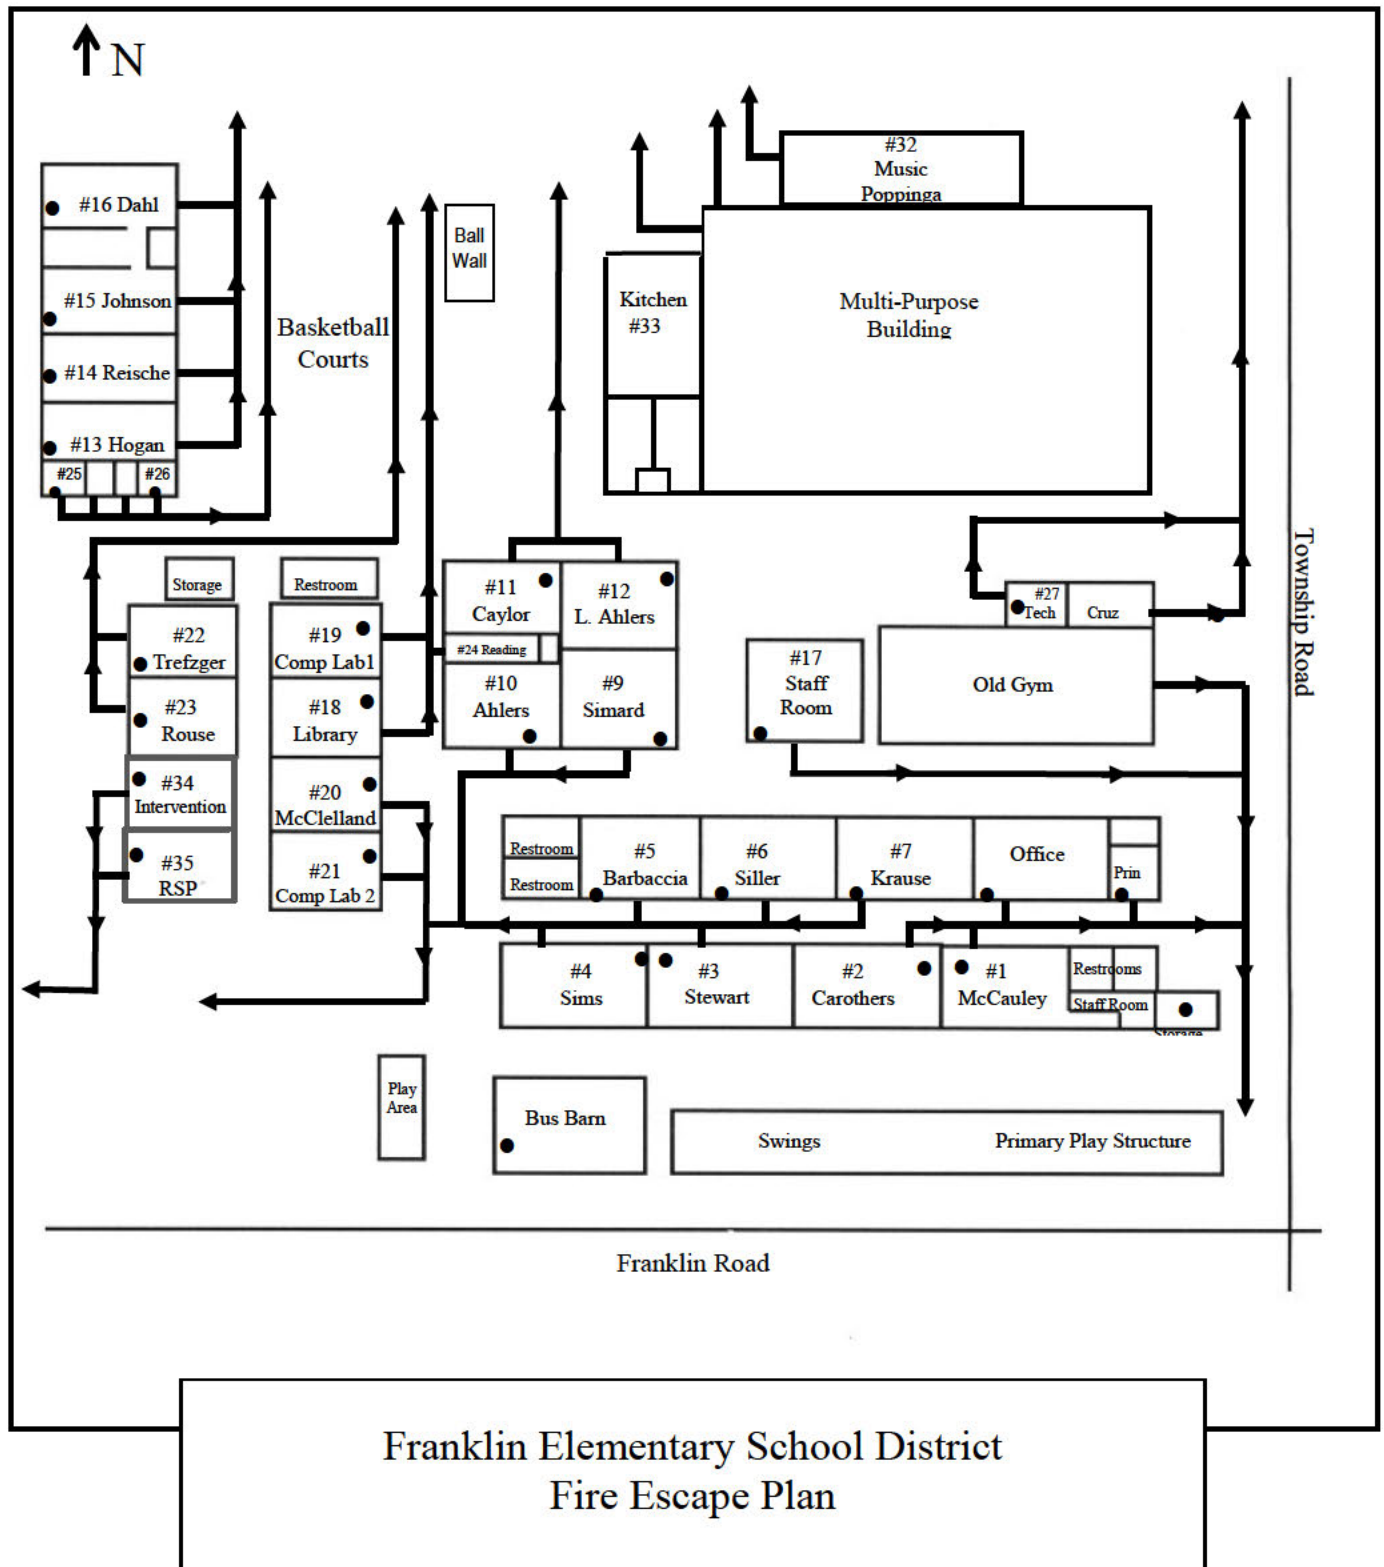 N
#32
Music
Poppinga
#16 Dahl
Ball
Wall
#15 Johnson
Kitchen
#33
Multi-Purpose
Building
Basketball
Courts
#14 Reische
#13 Hogan
#25
#26
Township Road
Storage
Restroom
#11
Caylor
#12
L. Ahlers
#27
Tech
Cruz
#22
Trefzger
#19
Comp Lab1
#24 Reading
#17
Staff
Room
Old Gym
#23
Rouse
#18
Library
#10
Ahlers
#9
Simard
#34
Intervention
#20
McClelland
#35
RSP
#21
Comp Lab 2
Restroom
Restroom
#5
Barbaccia
#6
Siller
#7
Krause
Office
Prin
#4
Sims
#3
Stewart
#2
Carothers
#1
McCauley
Restrooms
Staff Room
Storage
Play
Area
Bus Barn
Swings
Primary Play Structure
Franklin Road
Franklin Elementary School District
Fire Escape Plan